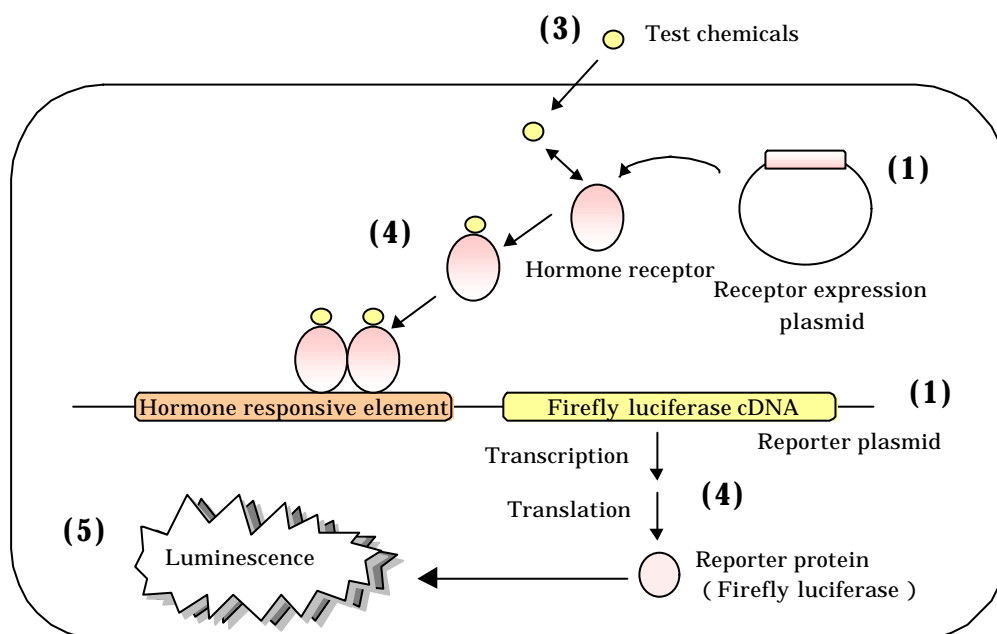 (3)
Test chemicals
(1)
(4)
Hormone receptor
Receptor expression
plasmid
(1)
Hormone responsive element
Firefly luciferase cDNA
Reporter plasmid
Transcription
(4)
Translation
(5)
Luminescence
Reporter protein
( Firefly luciferase )